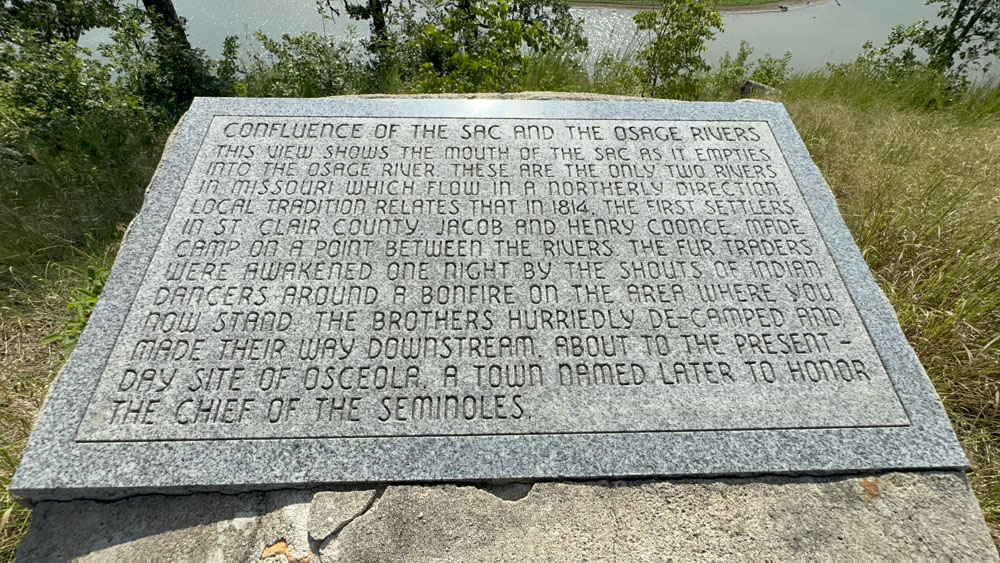 CONFLUENCE OF THE SAC AND THE OSAGE RIVERS
THIS VIEW SHOWS THE MOUTH OF THE SAC AS IT EMPTIES
INTO THE OSAGE RIVER. THESE ARE THE ONLY TWO RIVERS
IN MISSOURI WHICH FLOW IN A NORTHERLY DIRECTION.
LOCAL TRADITION RELATES THAT IN 1814, THE FIRST SETTLERS
IN ST. CLAIR COUNTY, JACOB AND HENRY COONCE, MADE
CAMP ON A POINT BETWEEN THE RIVERS. THE FUR TRADERS
WERE AWAKENED ONE NIGHT BY THE SHOUTS OF INDIAN
DANCERS AROUND A BONFIRE ON THE AREA WHERE YOU
NOW STAND. THE BROTHERS HURRIEDLY DE-CAMPED AND
MADE THEIR WAY DOWNSTREAM, ABOUT TO THE PRESENT-
DAY SITE OF OSCEOLA, A TOWN NAMED LATER TO HONOR
THE CHIEF OF THE SEMINOLES.